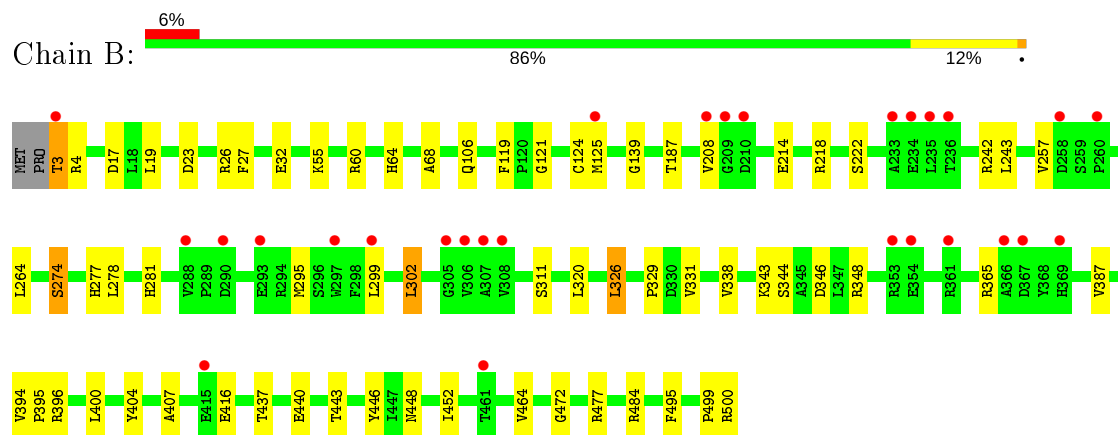 6%
Chain B:
86% 12% •
MET PRO T3 R4 D17 L18 L19 D23 R26 F27 E32 K55 R60 H64 A68 Q106 F119 P120 G121 C124 M125 G139 T187 V208 G209 D210 E214 R218 S222 A233 E234 L235 T236 R242 L243 V257 D258 S259 P260
L264 S274 H277 L278 H281 V288 P289 D290 E293 R294 M295 S296 W297 F298 L299 L302 G305 V306 A307 V308 S311 L320 L326 P329 D330 V331 V338 K343 S344 A345 D346 L347 R348 R353 E354 R361 R365 A366 D367 Y368 H369 V387
V394 P395 R396 L400 Y404 A407 E415 E416 T437 E440 T443 Y446 I447 N448 I452 T461 V464 G472 R477 R484 F495 P499 R500